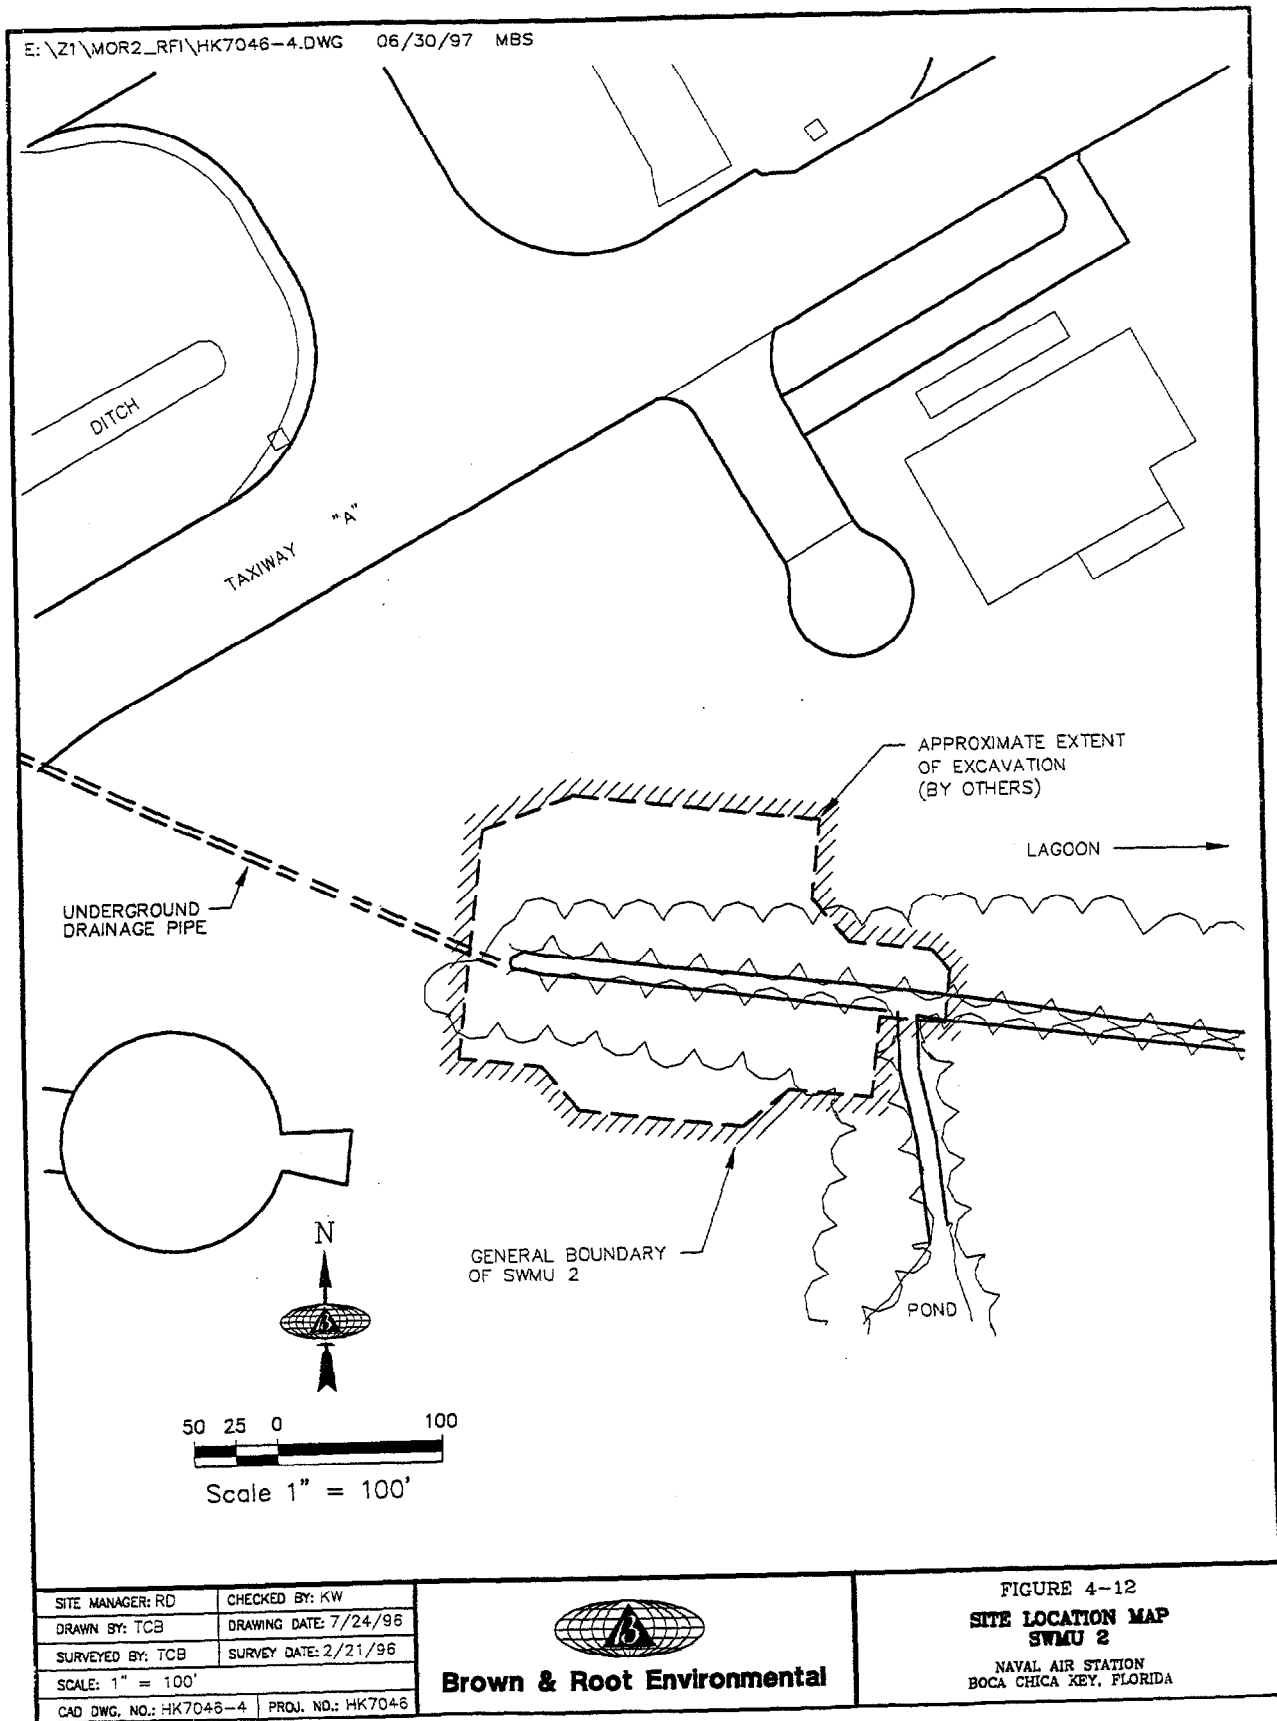 E:\Z1\MOR2_RFI\HK7046-4.DWG 06/30/97 MBS
DITCH
TAXIWAY "A"
APPROXIMATE EXTENT
OF EXCAVATION
(BY OTHERS)
LAGOON
UNDERGROUND
DRAINAGE PIPE
N
GENERAL BOUNDARY
OF SWMU 2
POND
50 25 0 100
Scale 1" = 100'
SITE MANAGER: RD
CHECKED BY: KW
DRAWN BY: TCB
DRAWING DATE: 7/24/96
SURVEYED BY: TCB
SURVEY DATE: 2/21/96
SCALE: 1" = 100'
CAD DWG. NO.: HK7046-4
PROJ. NO.: HK7046
Brown & Root Environmental
FIGURE 4-12
SITE LOCATION MAP
SWMU 2
NAVAL AIR STATION
BOCA CHICA KEY, FLORIDA